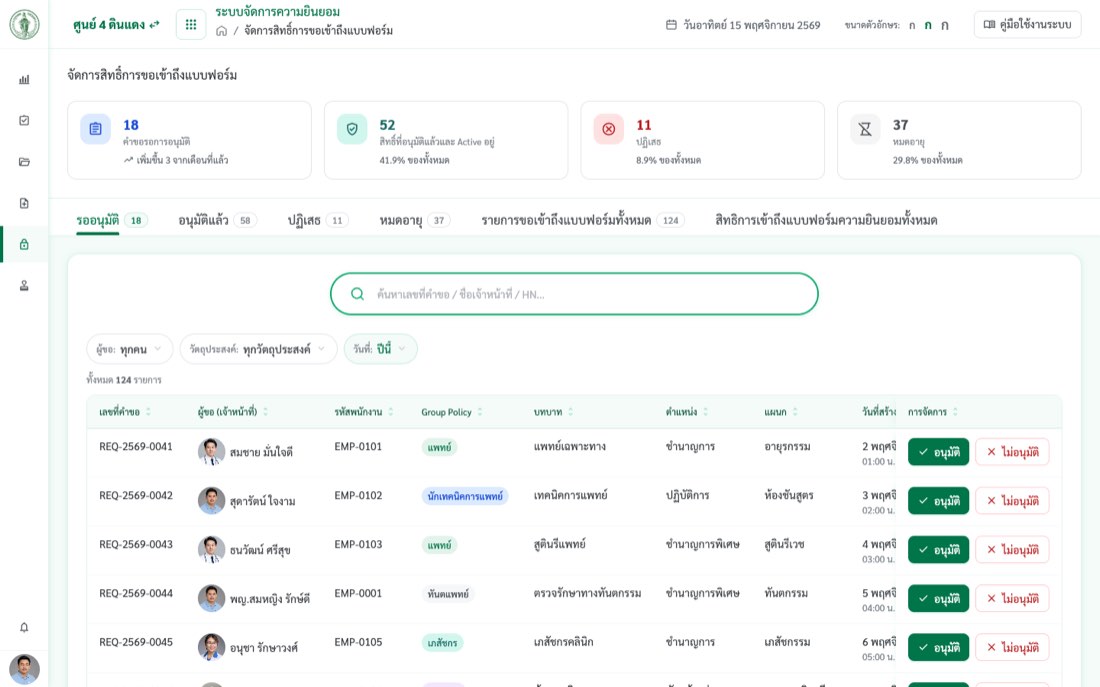 ศูนย์ 4 ดินแดง
ระบบจัดการความยินยอม
/ จัดการสิทธิ์การขอเข้าถึงแบบฟอร์ม
วันอาทิตย์ 15 พฤศจิกายน 2569
ขนาดตัวอักษร: ก ก ก
คู่มือใช้งานระบบ
จัดการสิทธิ์การขอเข้าถึงแบบฟอร์ม
18
คำขอรอการอนุมัติ
เพิ่มขึ้น 3 จากเดือนที่แล้ว
52
สิทธิ์ที่อนุมัติแล้วและ Active อยู่
41.9% ของทั้งหมด
11
ปฏิเสธ
8.9% ของทั้งหมด
37
หมดอายุ
29.8% ของทั้งหมด
รออนุมัติ 18 อนุมัติแล้ว 58 ปฏิเสธ 11 หมดอายุ 37 รายการขอเข้าถึงแบบฟอร์มทั้งหมด 124 สิทธิการเข้าถึงแบบฟอร์มความยินยอมทั้งหมด
ค้นหาเลขที่คำขอ / ชื่อเจ้าหน้าที่ / HN...
ผู้ขอ: ทุกคน วัตถุประสงค์: ทุกวัตถุประสงค์ วันที่: ปีนี้
ทั้งหมด 124 รายการ
เลขที่คำขอ ผู้ขอ (เจ้าหน้าที่) รหัสพนักงาน Group Policy บทบาท ตำแหน่ง แผนก วันที่สร้าง การจัดการ
REQ-2569-0041 สมชาย มั่นใจดี EMP-0101 แพทย์ แพทย์เฉพาะทาง ชำนาญการ อายุรกรรม 2 พฤศจิ อนุมัติ ไม่อนุมัติ
01:00 น.
REQ-2569-0042 สุดารัตน์ ใจงาม EMP-0102 นักเทคนิคการแพทย์ เทคนิคการแพทย์ ปฏิบัติการ ห้องชันสูตร 3 พฤศจิ อนุมัติ ไม่อนุมัติ
02:00 น.
REQ-2569-0043 ธนวัฒน์ ศรีสุข EMP-0103 แพทย์ สูตินรีแพทย์ ชำนาญการพิเศษ สูตินรีเวช 4 พฤศจิ อนุมัติ ไม่อนุมัติ
03:00 น.
REQ-2569-0044 พญ.สมหญิง รักษ์ดี EMP-0001 ทันตแพทย์ ตรวจรักษาทางทันตกรรม ชำนาญการพิเศษ ทันตกรรม 5 พฤศจิ อนุมัติ ไม่อนุมัติ
04:00 น.
REQ-2569-0045 อนุชา รักษาวงศ์ EMP-0105 เภสัชกร เภสัชกรคลินิก ชำนาญการ เภสัชกรรม 6 พฤศจิ อนุมัติ ไม่อนุมัติ
05:00 น.